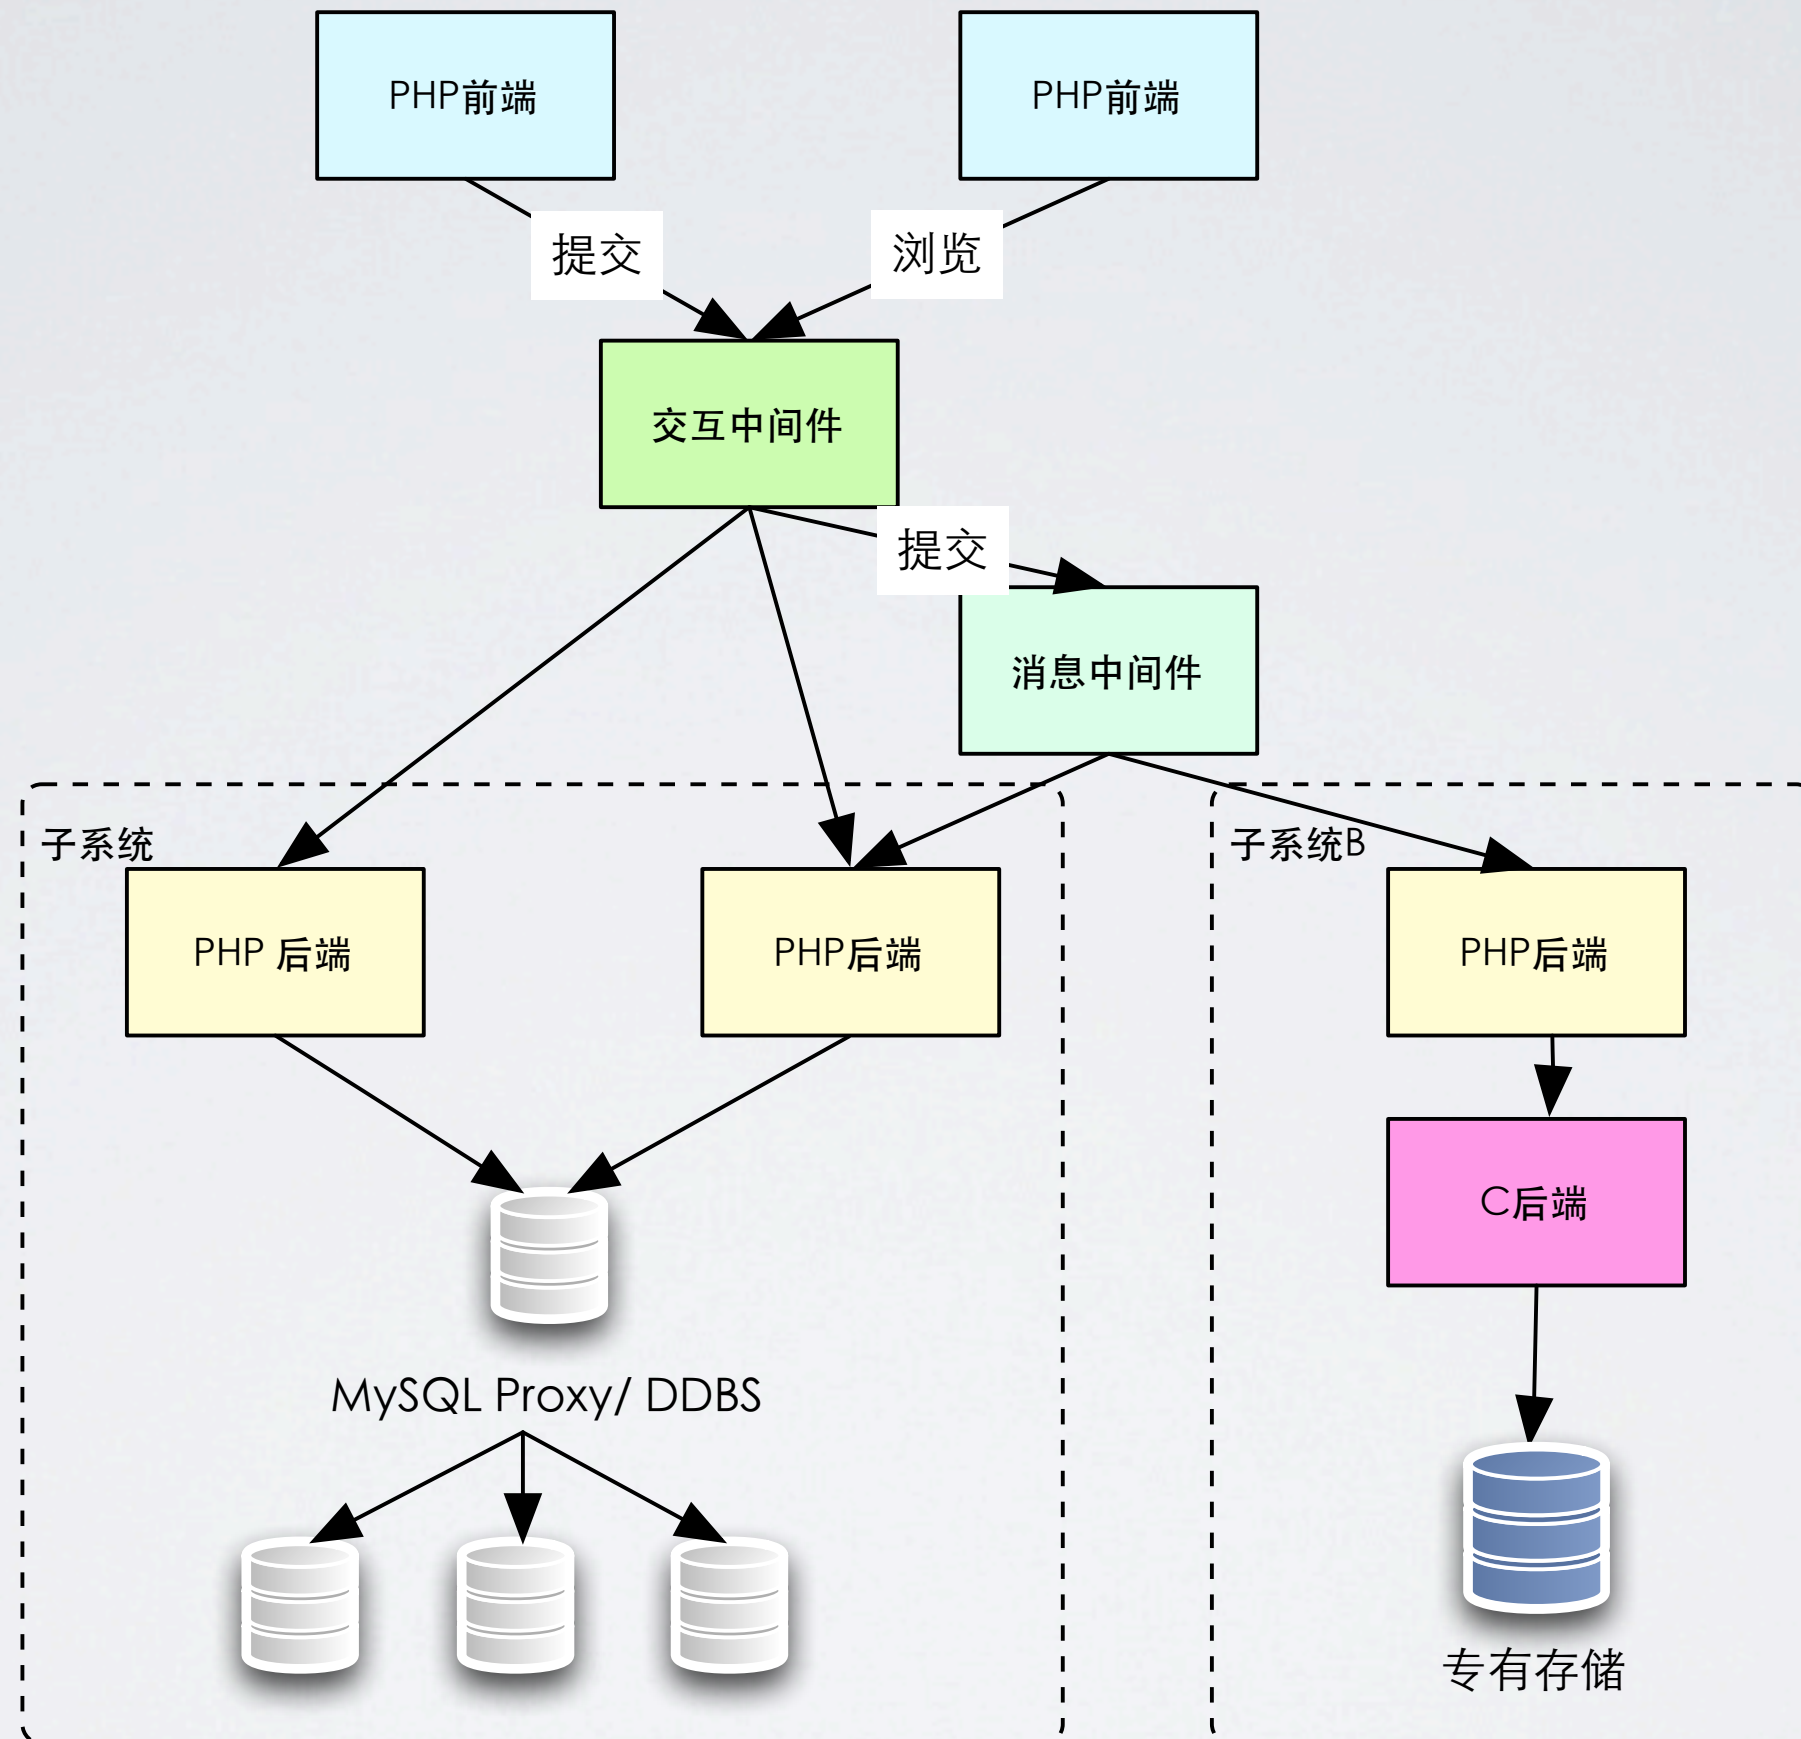 PHP前端
PHP前端
提交
浏览
交互中间件
提交
消息中间件
子系统
子系统B
PHP 后端
PHP后端
PHP后端
C后端
MySQL Proxy/ DDBS
专有存储